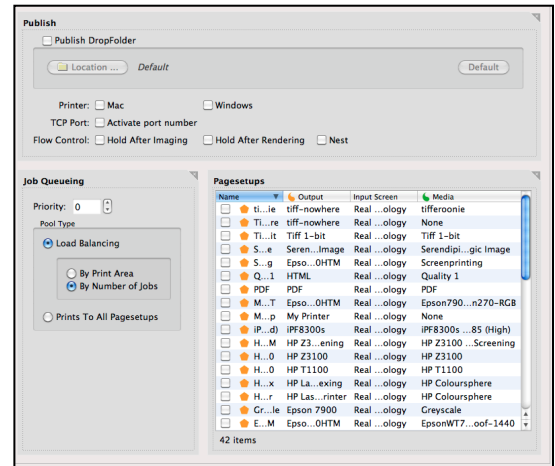 Publish
Publish DropFolder
Location ... Default Default
Printer: Mac Windows
TCP Port: Activate port number
Flow Control: Hold After Imaging Hold After Rendering Nest
Job Queueing
Priority: 0
Pool Type
Load Balancing
By Print Area
By Number of Jobs
Prints To All Pagesetups
Pagesetups
Name Output Input Screen Media
ti...ie tiff-nowhere Real ...ology tifferoonie
Ti...re tiff-nowhere Real ...ology None
Ti...it Tiff 1-bit Real ...ology Tiff 1-bit
S...e Seren...Image Real ...ology Serendipi...gic Image
S...g Epso...0HTM Real ...ology Screenprinting
Q...1 HTML Real ...ology Quality 1
PDF PDF Real ...ology PDF
M...T Epso...0HTM Real ...ology Epson790...n270-RGB
M...p My Printer Real ...ology None
iP...d) iPF8300s Real ...ology iPF8300s ...85 (High)
H...M HP Z3...ening Real ...ology HP Z3100 ...Screening
H...0 HP Z3100 Real ...ology HP Z3100
H...0 HP T1100 Real ...ology HP T1100
H...x HP La...exing Real ...ology HP Coloursphere
H...r HP Las...rinter Real ...ology HP Coloursphere
Gr...le Epson 7900 Real ...ology Greyscale
E...M Epso...0HTM Real ...ology EpsonWT7...oof-1440
42 items